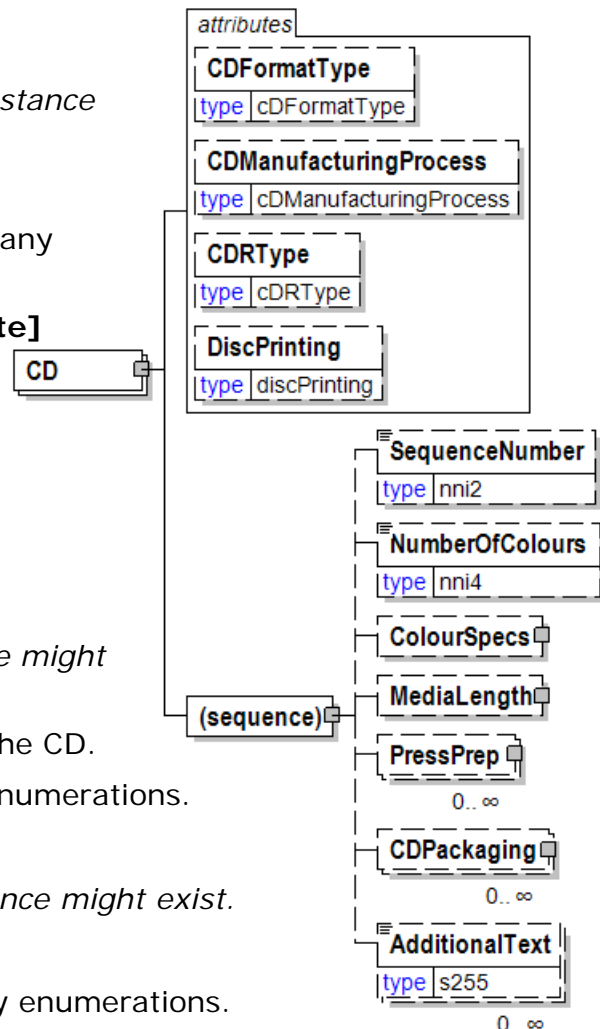 attributes
CDFormatType
type cDFormatType
stance
CDManufacturingProcess
type cDManufacturingProcess
any
CDRType
type cDRType
te]
DiscPrinting
type discPrinting
CD
SequenceNumber
type nni2
NumberOfColours
type nni4
ColourSpecs
e might
MediaLength
(sequence)
he CD.
PressPrep
numerations.
0..∞
CDPackaging
0..∞
nce might exist.
AdditionalText
type s255
y enumerations.
0..∞